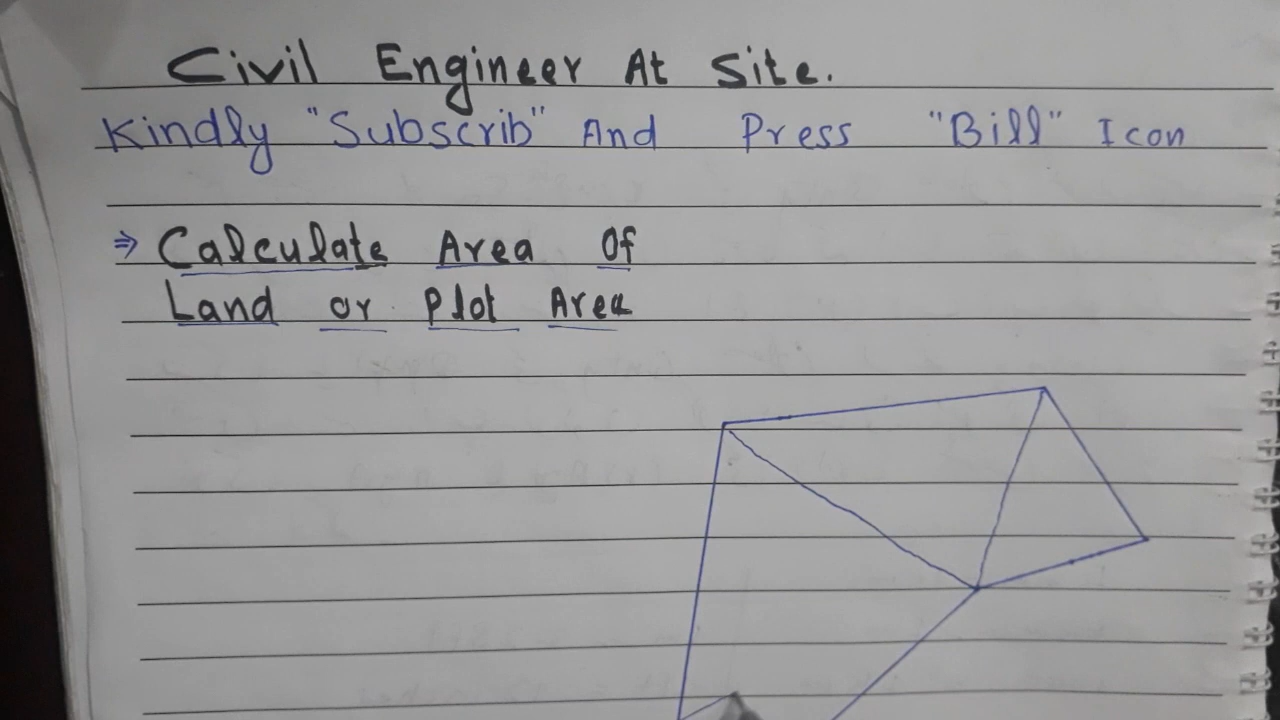 Civil Engineer At Site.
Kindly "Subscrib" And Press "Bill" Icon
⇒ Calculate Area Of
Land or Plot Area